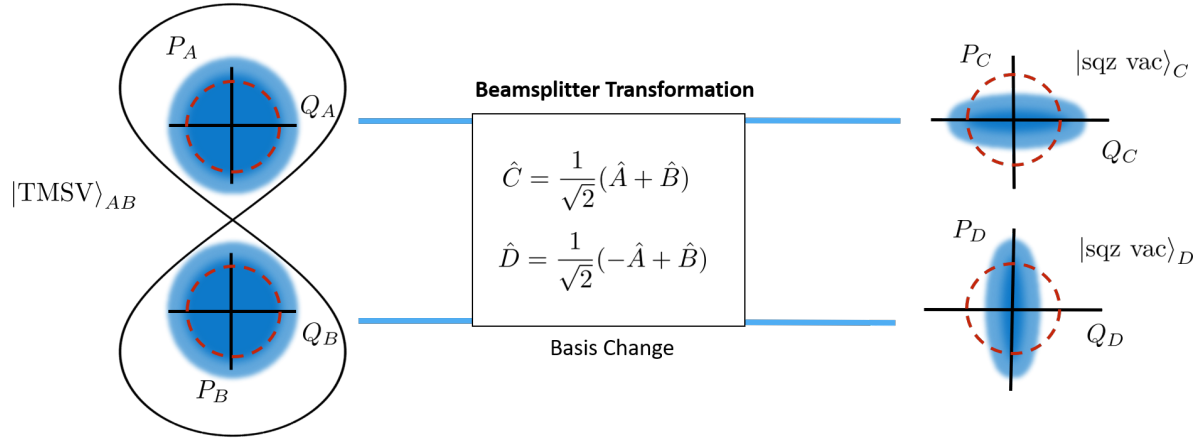 P_A
Q_A
|TMSV⟩_AB
Q_B
P_B
Beamsplitter Transformation
Ĉ = 1/√2 (Â + B̂)
D̂ = 1/√2 (−Â + B̂)
Basis Change
P_C
|sqz vac⟩_C
Q_C
P_D
|sqz vac⟩_D
Q_D